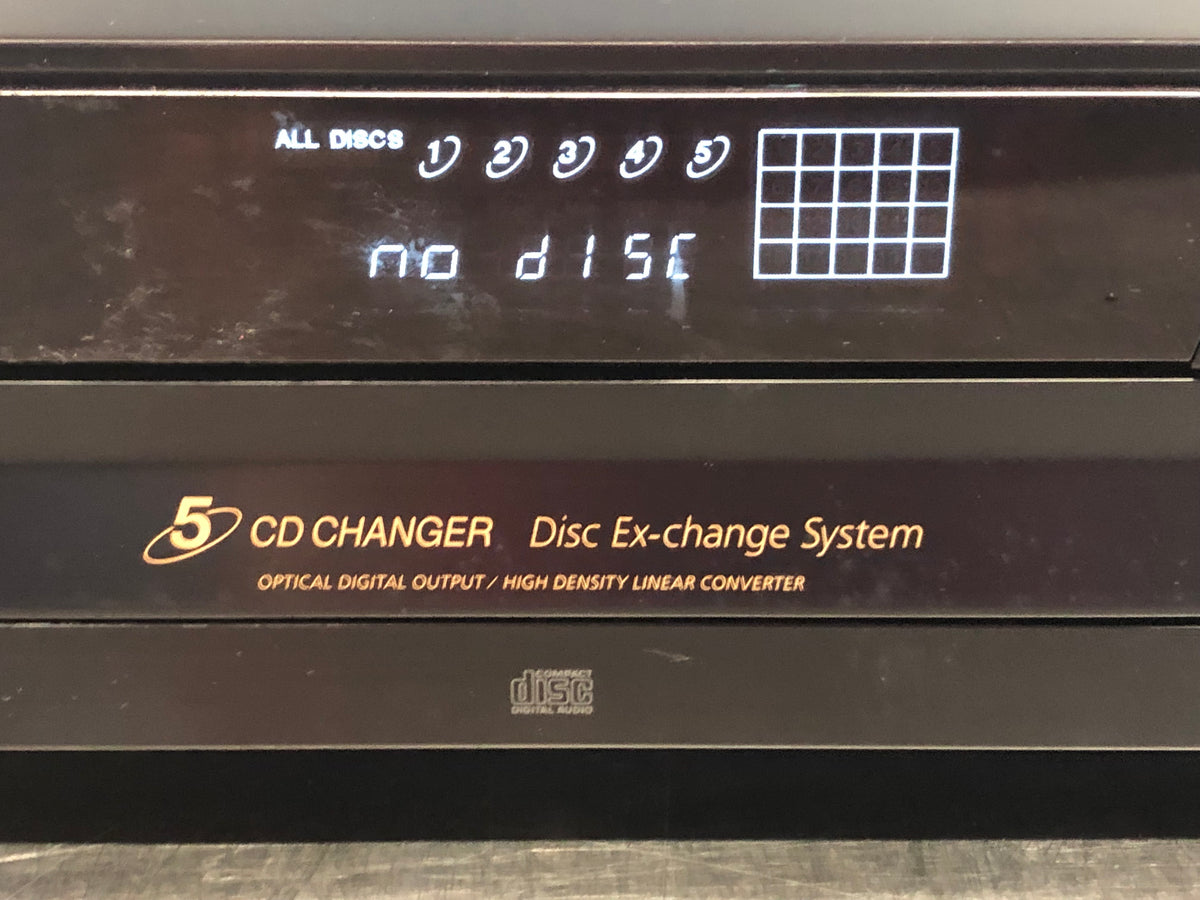 ALL DISCS 1 2 3 4 5
no dISC
5 CD CHANGER Disc Ex-change System
OPTICAL DIGITAL OUTPUT / HIGH DENSITY LINEAR CONVERTER
COMPACT
disc
DIGITAL AUDIO